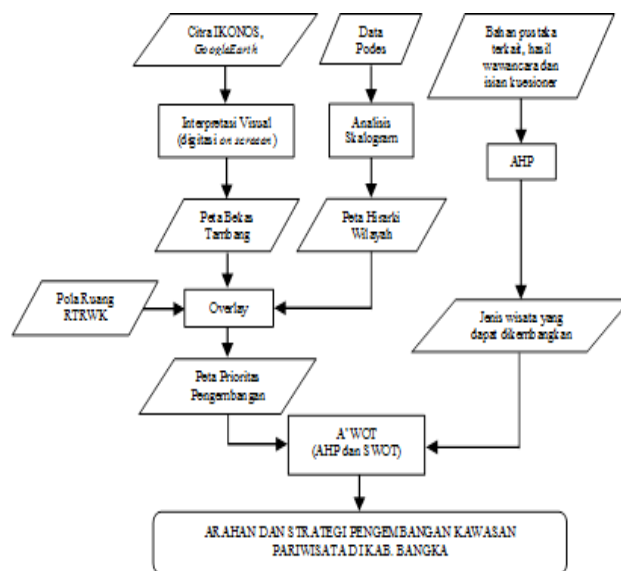 Citra IKONOS,
GoogleEarth
Data
Podes
Bahan pustaka
terkait, hasil
wawancara dan
isian kuesioner
Interpretasi Visual
(digitasi on screen)
Analisis
Skalogram
AHP
Peta Bekas
Tambang
Peta Hirarki
Wilayah
Pola Ruang
RTRWK
Overlay
Jenis wisata yang
dapat dikembangkan
Peta Prioritas
Pengembangan
A'WOT
(AHP dan SWOT)
ARAHAN DAN STRATEGI PENGEMBANGAN KAWASAN
PARIWISATA DI KAB. BANGKA